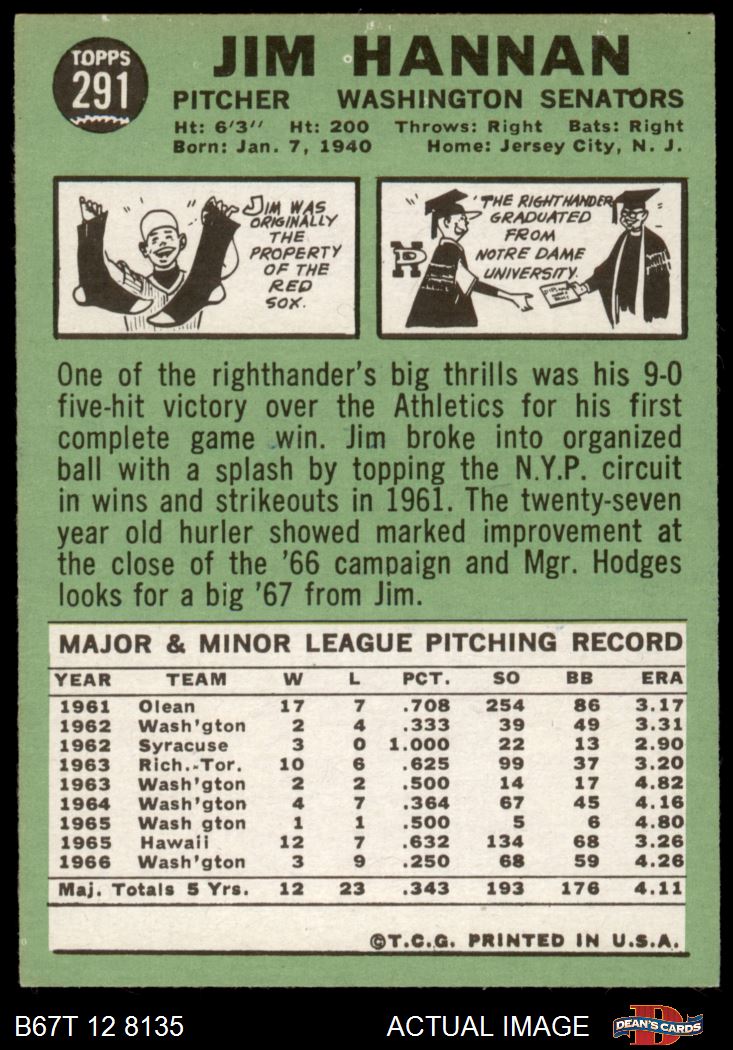 TOPPS
291
JIM HANNAN
PITCHER WASHINGTON SENATORS
Ht: 6'3" Ht: 200 Throws: Right Bats: Right
Born: Jan. 7, 1940 Home: Jersey City, N. J.
JIM WAS
ORIGINALLY
THE
PROPERTY
OF THE
RED
SOX.
"THE RIGHTHANDER
GRADUATED
FROM
NOTRE DAME
UNIVERSITY.
One of the righthander's big thrills was his 9-0
five-hit victory over the Athletics for his first
complete game win. Jim broke into organized
ball with a splash by topping the N.Y.P. circuit
in wins and strikeouts in 1961. The twenty-seven
year old hurler showed marked improvement at
the close of the '66 campaign and Mgr. Hodges
looks for a big '67 from Jim.
MAJOR & MINOR LEAGUE PITCHING RECORD
YEAR TEAM W L PCT. SO BB ERA
1961 Olean 17 7 .708 254 86 3.17
1962 Wash'gton 2 4 .333 39 49 3.31
1962 Syracuse 3 0 1.000 22 13 2.90
1963 Rich.-Tor. 10 6 .625 99 37 3.20
1963 Wash'gton 2 2 .500 14 17 4.82
1964 Wash'gton 4 7 .364 67 45 4.16
1965 Wash gton 1 1 .500 5 6 4.80
1965 Hawaii 12 7 .632 134 68 3.26
1966 Wash'gton 3 9 .250 68 59 4.26
Maj. Totals 5 Yrs. 12 23 .343 193 176 4.11
©T.C.G. PRINTED IN U.S.A.
B67T 12 8135 ACTUAL IMAGE
DEAN'S CARDS